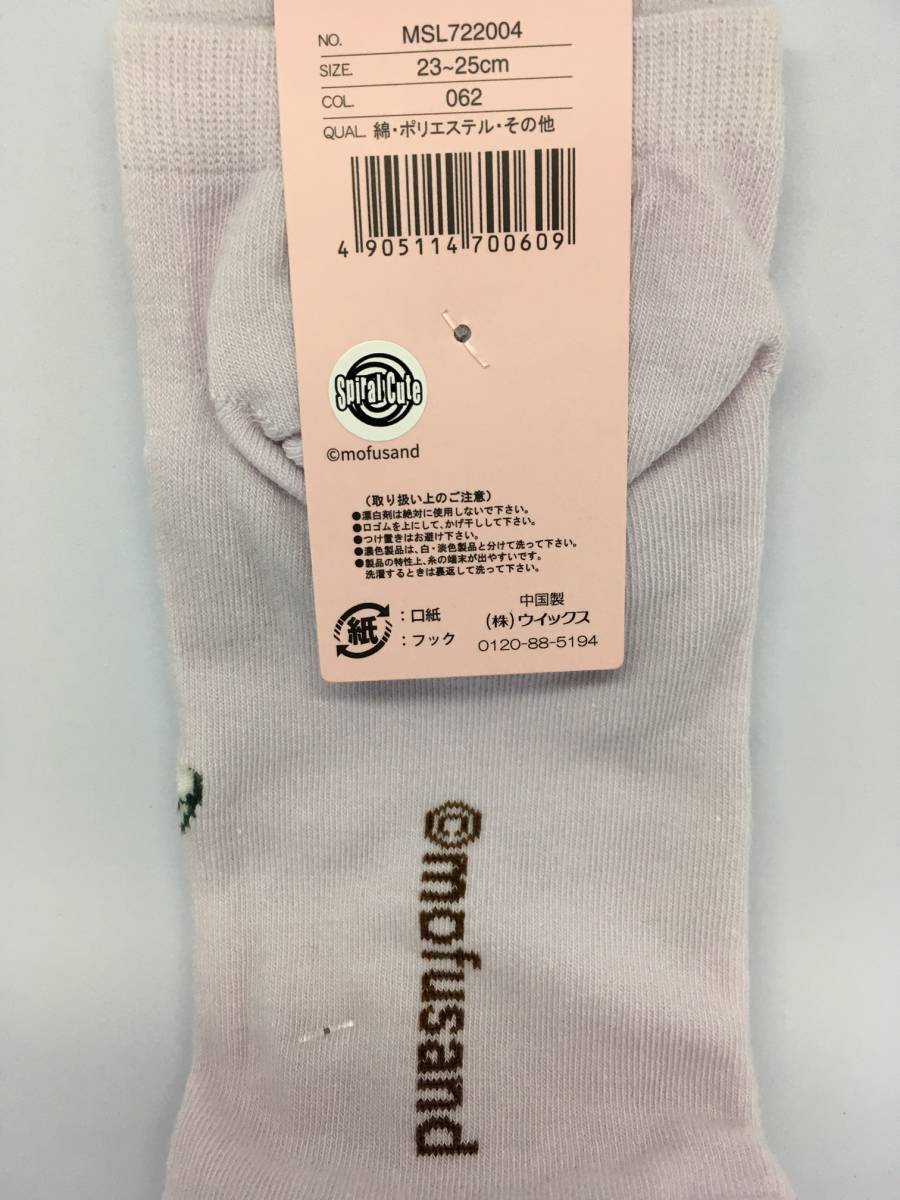 NO. MSL722004
SIZE. 23~25cm
COL. 062
QUAL. 綿・ポリエステル・その他
4 905114 700609
Spiral Cute
©mofusand
(取り扱い上のご注意)
●漂白剤は絶対に使用しないで下さい。
●口ゴムを上にして、かげ干しして下さい。
●つけ置きはお避け下さい。
●濃色製品は、白・淡色製品と分けて洗って下さい。
●製品の特性上、糸の端末が出やすいです。
洗濯するときは裏返して洗って下さい。
紙
:口紙
:フック
中国製
(株)ウイックス
0120-88-5194
©mofusand